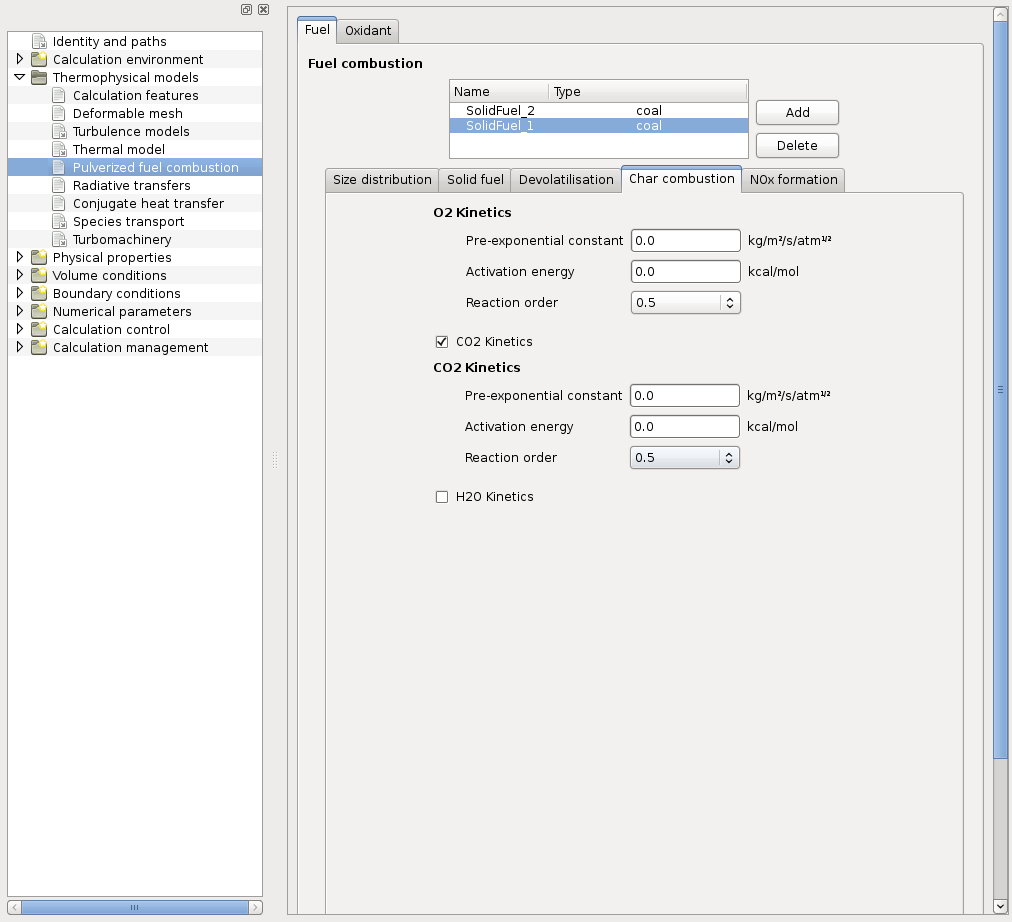 Identity and paths
Calculation environment
Thermophysical models
Calculation features
Deformable mesh
Turbulence models
Thermal model
Pulverized fuel combustion
Radiative transfers
Conjugate heat transfer
Species transport
Turbomachinery
Physical properties
Volume conditions
Boundary conditions
Numerical parameters
Calculation control
Calculation management
Fuel Oxidant
Fuel combustion
Name Type
SolidFuel_2 coal
SolidFuel_1 coal
Add
Delete
Size distribution Solid fuel Devolatilisation Char combustion NOx formation
O2 Kinetics
Pre-exponential constant 0.0 kg/m²/s/atm¹/²
Activation energy 0.0 kcal/mol
Reaction order 0.5
CO2 Kinetics
CO2 Kinetics
Pre-exponential constant 0.0 kg/m²/s/atm¹/²
Activation energy 0.0 kcal/mol
Reaction order 0.5
H2O Kinetics